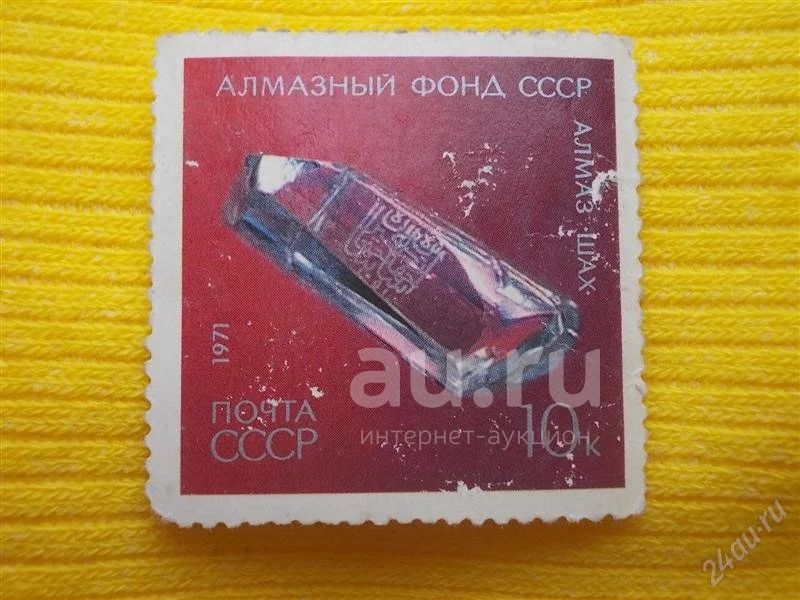 АЛМАЗНЫЙ ФОНД СССР
АЛМАЗ·ШАХ·
1971
ПОЧТА
СССР
10 К
au.ru
интернет-аукцион
24au.ru